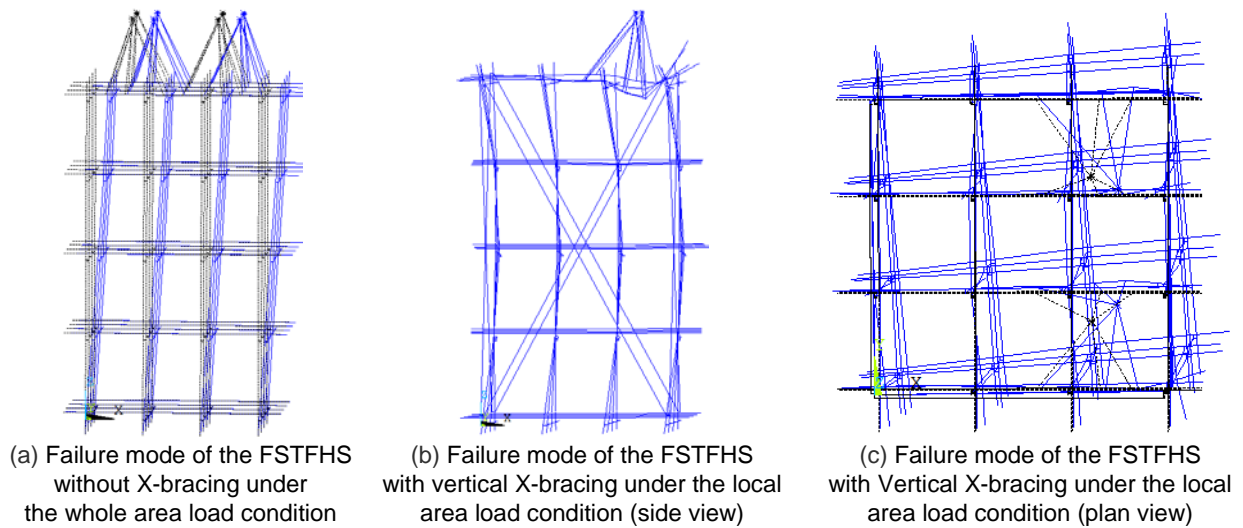 X
X
X
(a) Failure mode of the FSTFHS
without X-bracing under
the whole area load condition
(b) Failure mode of the FSTFHS
with vertical X-bracing under the local
area load condition (side view)
(c) Failure mode of the FSTFHS
with Vertical X-bracing under the local
area load condition (plan view)